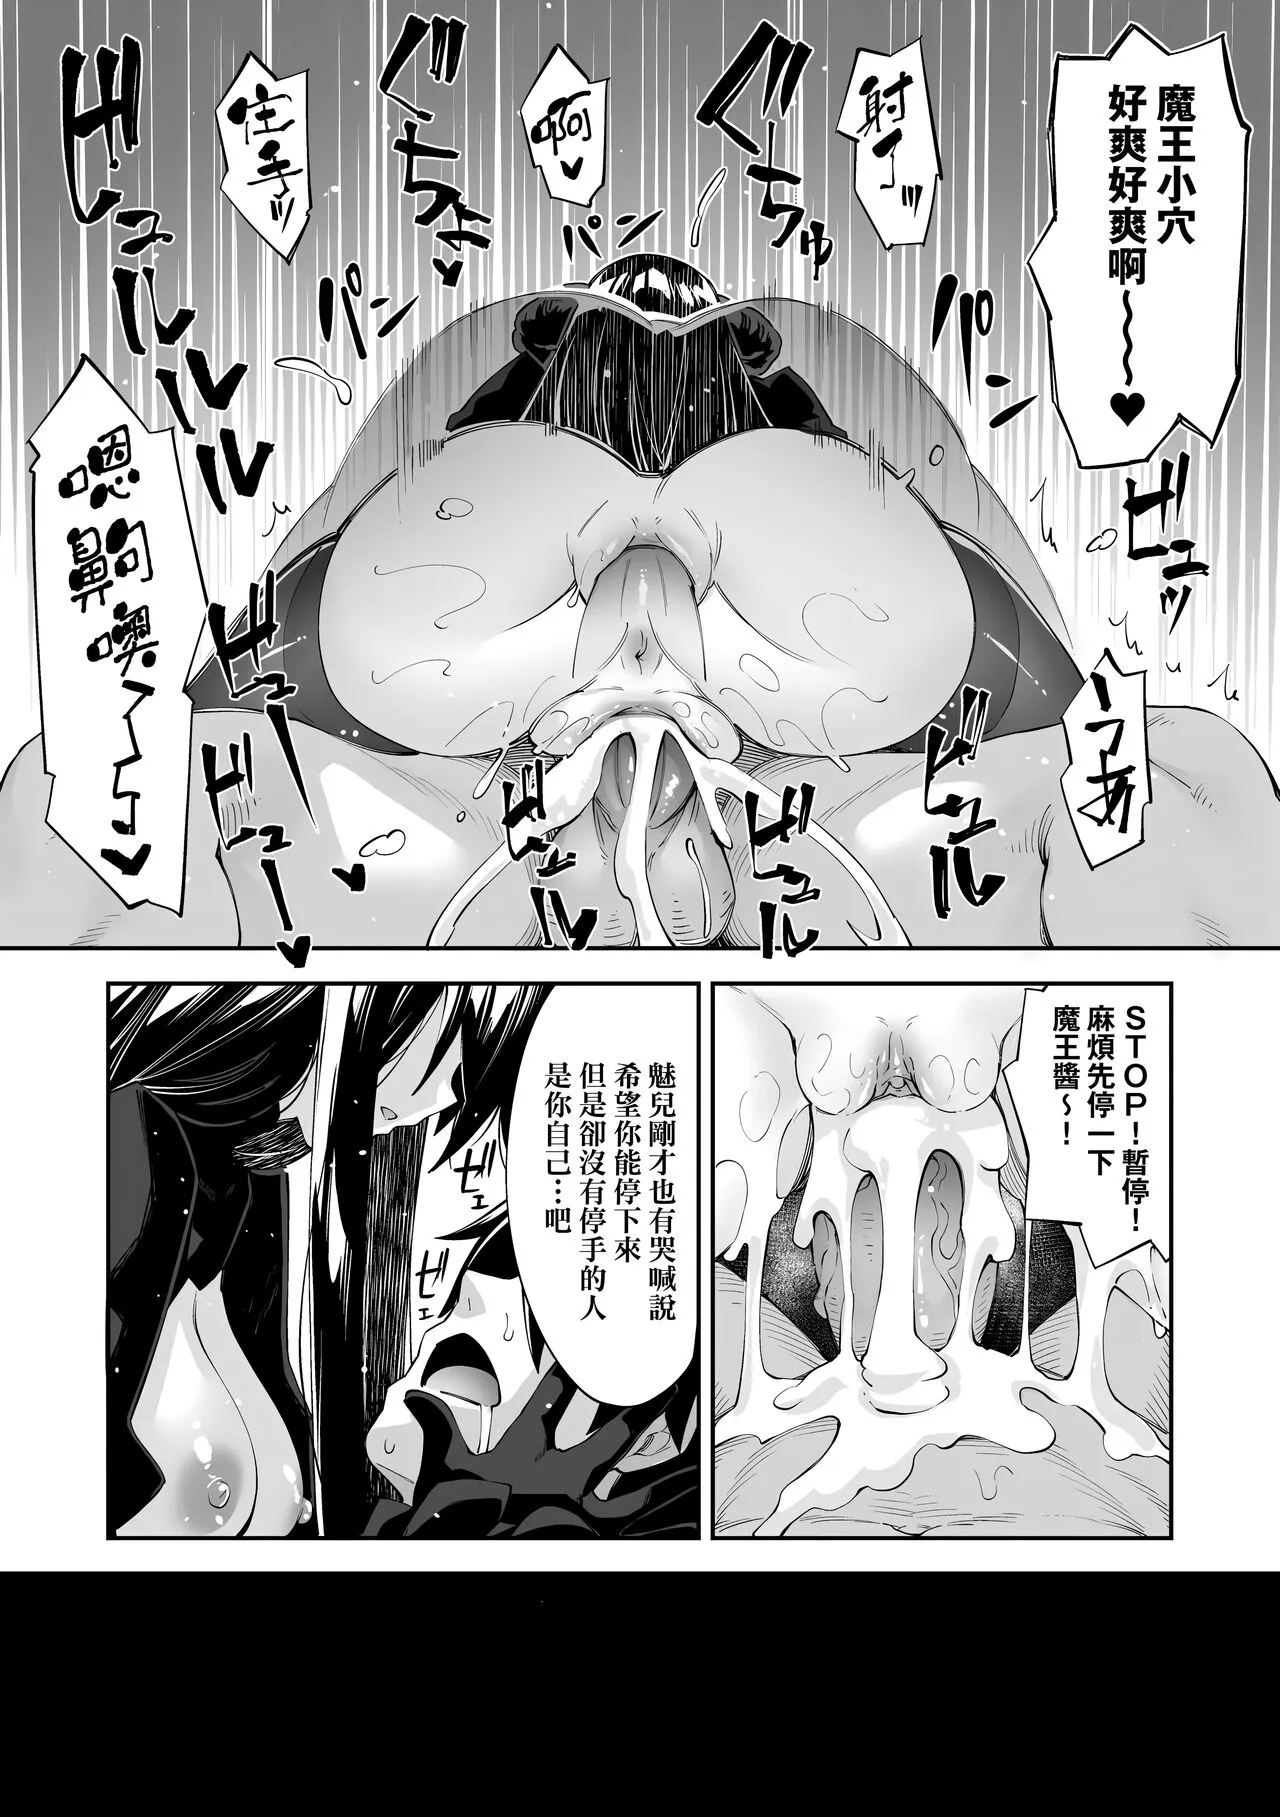 魔王小穴
好爽好爽啊～～～♥
射了ッ
啊♥
住手ッ
嗯齁噢～～
うあ
ぐちゅ
ぐちょ♥
パン
パン
パン
ビュルルル
ビュッ
ビュルー♥
ビュル
ビュル
ビュル
STOP！暫停！
麻煩先停一下
魔王醬～！
魅兒剛才也有哭喊說
希望你能停下來
但是卻沒有停手的人
是你自己…吧
ゼェ
ゼェ